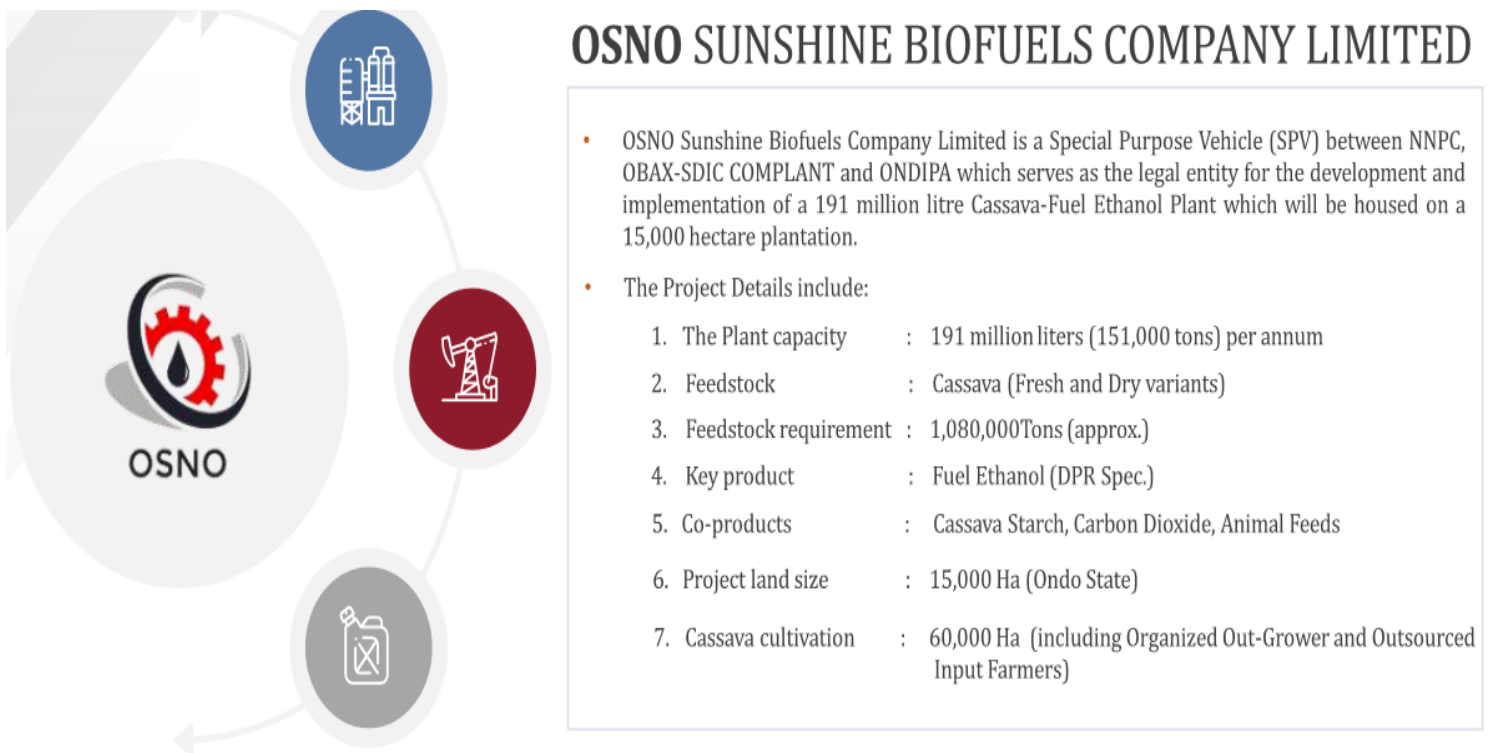 OSNO SUNSHINE BIOFUELS COMPANY LIMITED
• OSNO Sunshine Biofuels Company Limited is a Special Purpose Vehicle (SPV) between NNPC,
OBAX-SDIC COMPLANT and ONDIPA which serves as the legal entity for the development and
implementation of a 191 million litre Cassava-Fuel Ethanol Plant which will be housed on a
15,000 hectare plantation.
• The Project Details include:
1. The Plant capacity : 191 million liters (151,000 tons) per annum
2. Feedstock : Cassava (Fresh and Dry variants)
3. Feedstock requirement : 1,080,000Tons (approx.)
4. Key product : Fuel Ethanol (DPR Spec.)
5. Co-products : Cassava Starch, Carbon Dioxide, Animal Feeds
6. Project land size : 15,000 Ha (Ondo State)
7. Cassava cultivation : 60,000 Ha (including Organized Out-Grower and Outsourced
Input Farmers)
OSNO